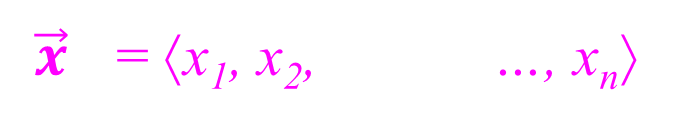 x⃗ = ⟨x₁, x₂, ..., xₙ⟩